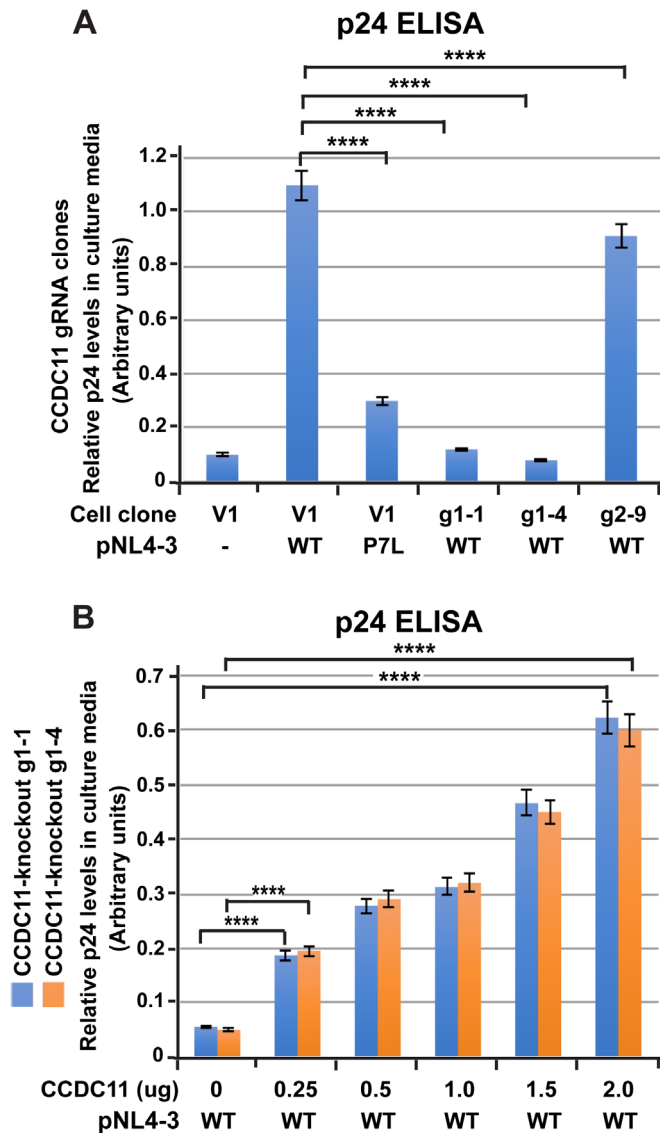 A
p24 ELISA
****
****
****
****
CCDC11 gRNA clones
Relative p24 levels in culture media
(Arbitrary units)
1.2
1.0
0.8
0.6
0.4
0.2
0
Cell clone V1 V1 V1 g1-1 g1-4 g2-9
pNL4-3 - WT P7L WT WT WT
B
p24 ELISA
****
****
****
****
CCDC11-knockout g1-1
CCDC11-knockout g1-4
Relative p24 levels in culture media
(Arbitrary units)
0.7
0.6
0.5
0.4
0.3
0.2
0.1
0
CCDC11 (ug) 0 0.25 0.5 1.0 1.5 2.0
pNL4-3 WT WT WT WT WT WT